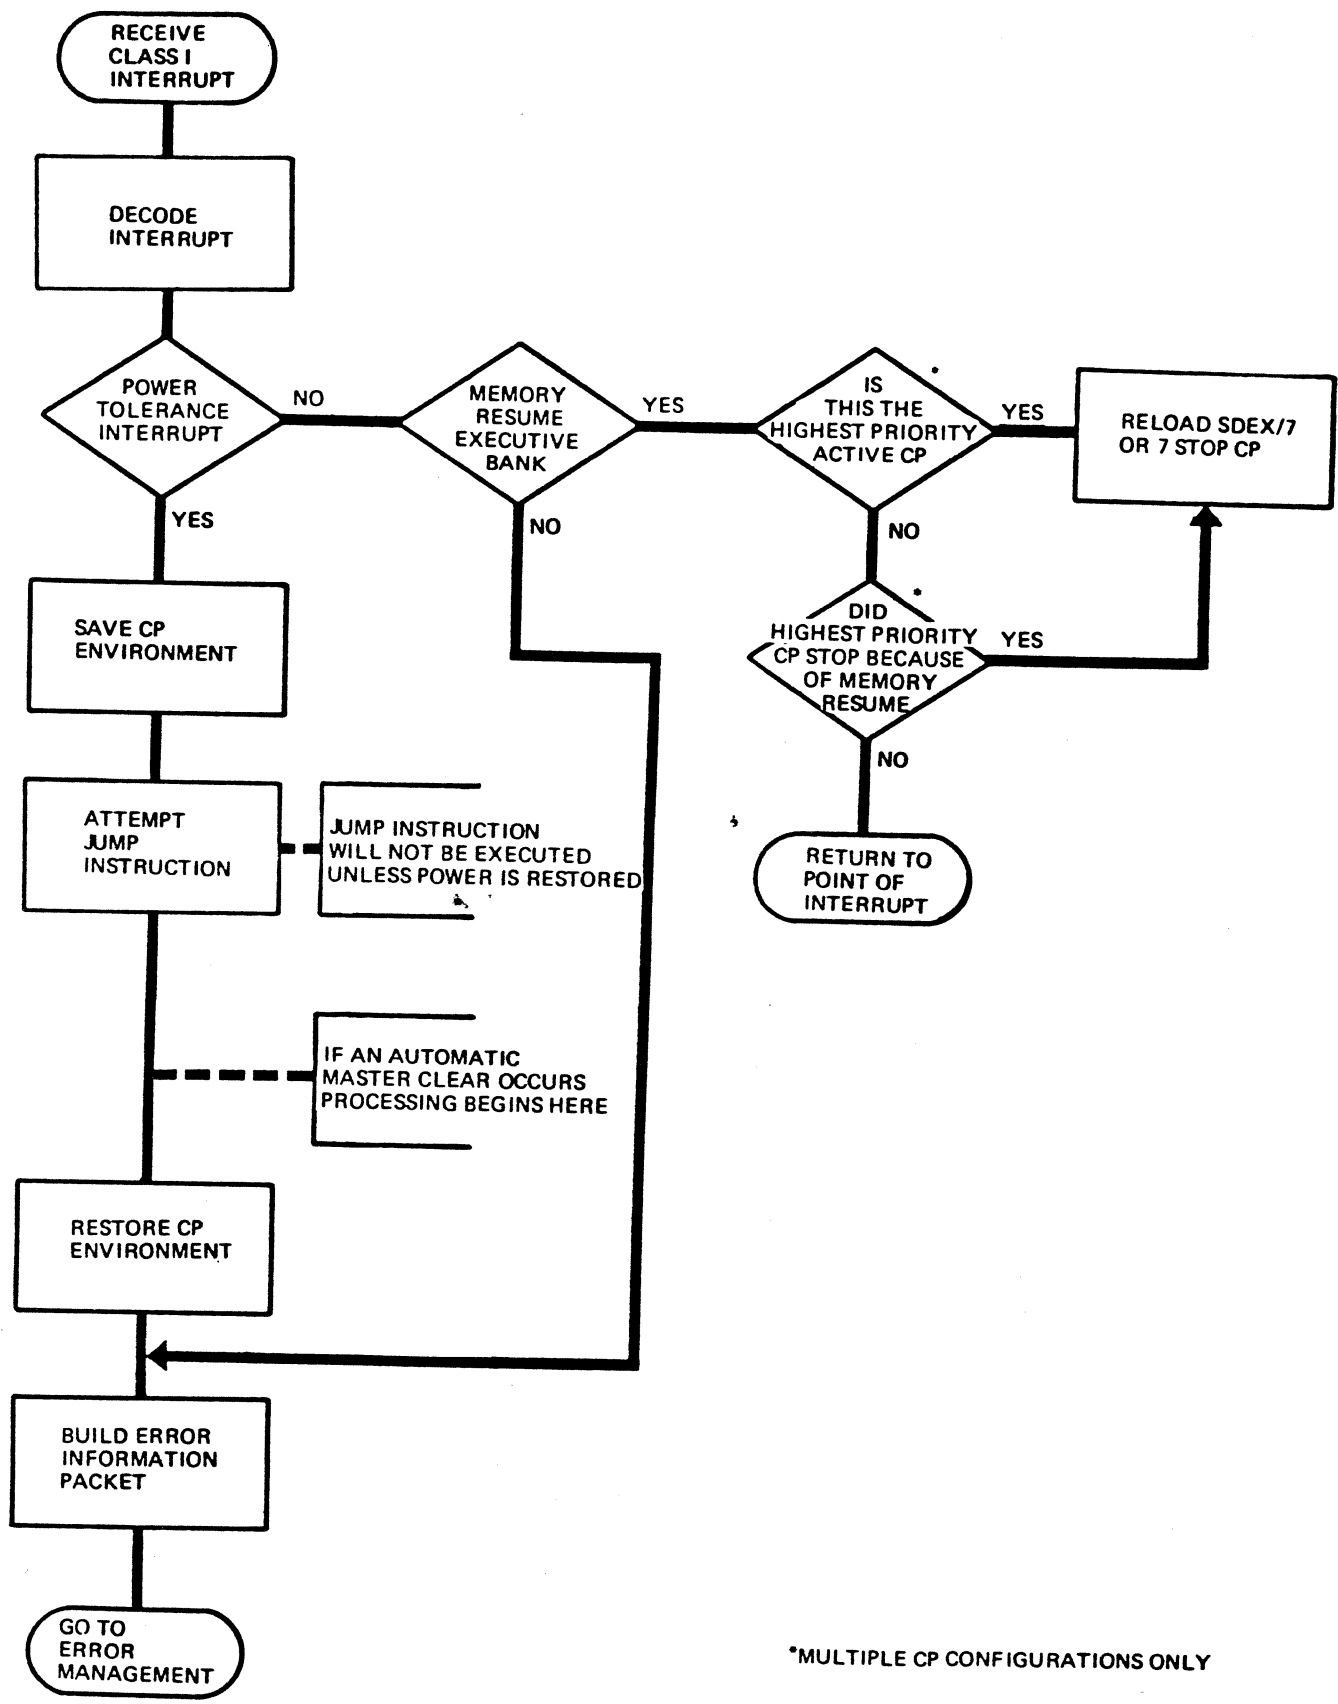 RECEIVE
CLASS I
INTERRUPT
DECODE
INTERRUPT
POWER
TOLERANCE
INTERRUPT
NO
YES
MEMORY
RESUME
EXECUTIVE
BANK
YES
NO
*
IS
THIS THE
HIGHEST PRIORITY
ACTIVE CP
YES
NO
RELOAD SDEX/7
OR 7 STOP CP
*
DID
HIGHEST PRIORITY
CP STOP BECAUSE
OF MEMORY
RESUME
YES
NO
RETURN TO
POINT OF
INTERRUPT
SAVE CP
ENVIRONMENT
ATTEMPT
JUMP
INSTRUCTION
JUMP INSTRUCTION
WILL NOT BE EXECUTED
UNLESS POWER IS RESTORED
IF AN AUTOMATIC
MASTER CLEAR OCCURS
PROCESSING BEGINS HERE
RESTORE CP
ENVIRONMENT
BUILD ERROR
INFORMATION
PACKET
GO TO
ERROR
MANAGEMENT
*MULTIPLE CP CONFIGURATIONS ONLY